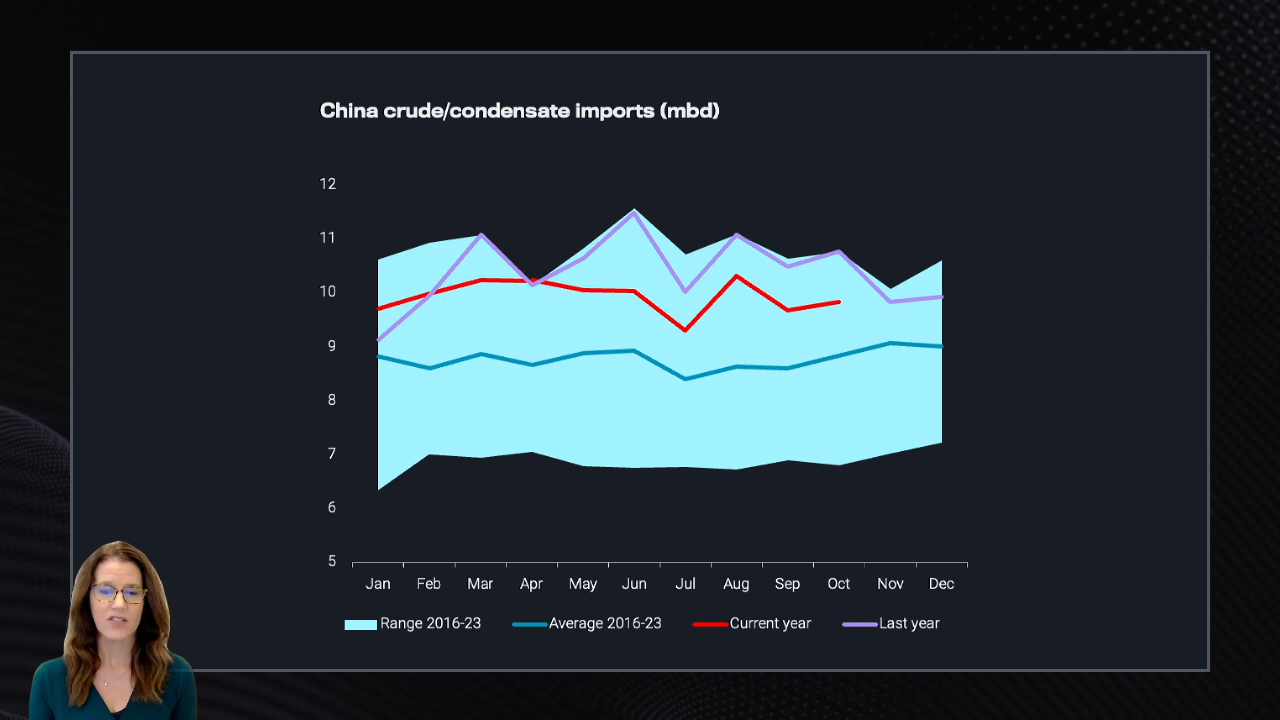 China crude/condensate imports (mbd)
12
11
10
9
8
7
6
5
Jan Feb Mar Apr May Jun Jul Aug Sep Oct Nov Dec
Range 2016-23 Average 2016-23 Current year Last year